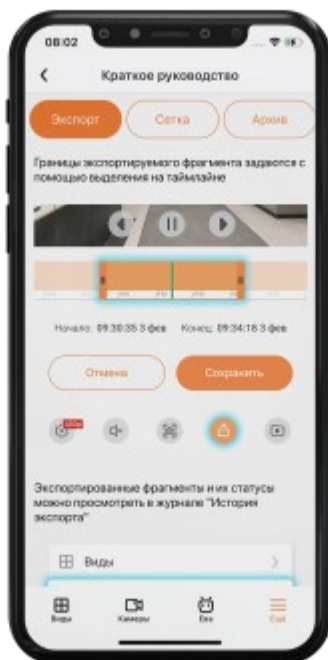 08:02
Краткое руководство
Экспорт Сетка Архив
Границы экспортируемого фрагмента задаются с
помощью выделения на таймлайне
Начало: 09:30:35 3 фев Конец: 09:34:18 3 фев
Отмена Сохранить
Экспортированные фрагменты и их статусы
можно просмотреть в журнале "История
экспорта"
Виды
Виды Камеры Ещё